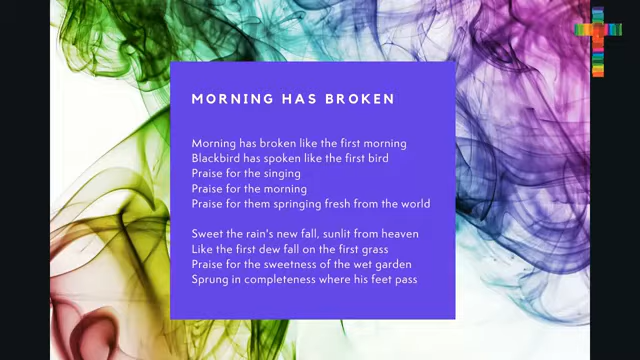 MORNING HAS BROKEN
Morning has broken like the first morning
Blackbird has spoken like the first bird
Praise for the singing
Praise for the morning
Praise for them springing fresh from the world
Sweet the rain's new fall, sunlit from heaven
Like the first dew fall on the first grass
Praise for the sweetness of the wet garden
Sprung in completeness where his feet pass